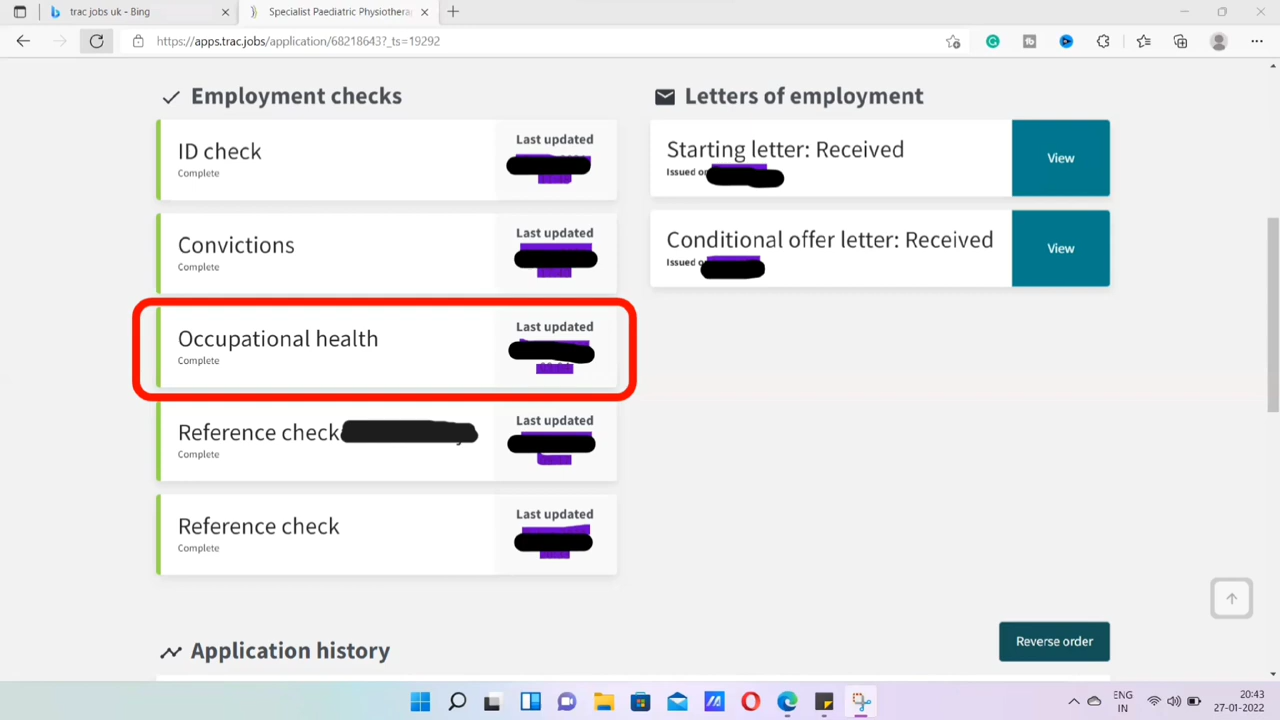 trac jobs uk - Bing
Specialist Paediatric Physiothera
https://apps.trac.jobs/application/68218643?_ts=19292
Employment checks
ID check
Complete
Last updated
Convictions
Complete
Last updated
Occupational health
Complete
Last updated
Reference check
Complete
Last updated
Reference check
Complete
Last updated
Letters of employment
Starting letter: Received
Issued o
View
Conditional offer letter: Received
Issued o
View
Application history
Reverse order
ENG
IN
20:43
27-01-2022